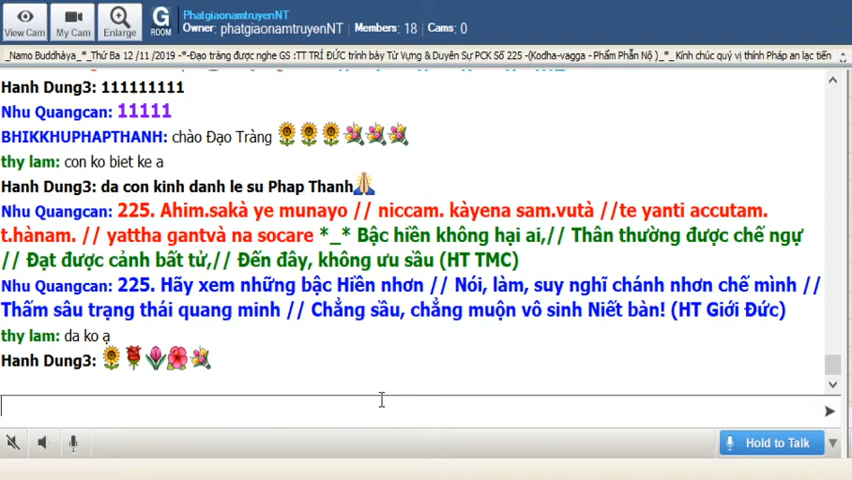 PhatgiaonamtruyenNT
Owner: phatgiaonamtruyenNT   Members: 18   Cams: 0
View Cam   My Cam   Enlarge   G ROOM
_Namo Buddhàya_*_Thứ Ba 12 /11 /2019 -*-Đạo tràng được nghe GS :TT TRÍ ĐỨC trình bày Từ Vựng & Duyên Sự PCK Số 225 -(Kodha-vagga - Phẩm Phẫn Nộ )_*_ Kính chúc quý vị thính Pháp an lạc tiến
Hanh Dung3: 111111111
Nhu Quangcan: 11111
BHIKKHUPHAPTHANH: chào Đạo Tràng 🌻🌻🌻💐💐💐
thy lam: con ko biet ke a
Hanh Dung3: da con kinh danh le su Phap Thanh🙏
Nhu Quangcan: 225. Ahim.sakà ye munayo // niccam. kàyena sam.vutà //te yanti accutam.
t.hànam. // yattha gantvà na socare *_* Bậc hiền không hại ai,// Thân thường được chế ngự
// Đạt được cảnh bất tử,// Đến đây, không ưu sầu (HT TMC)
Nhu Quangcan: 225. Hãy xem những bậc Hiền nhơn // Nói, làm, suy nghĩ chánh nhơn chế mình //
Thấm sâu trạng thái quang minh // Chẳng sầu, chẳng muộn vô sinh Niết bàn! (HT Giới Đức)
thy lam: da ko ạ
Hanh Dung3: 🌻🌹🌷🌺💐
Hold to Talk